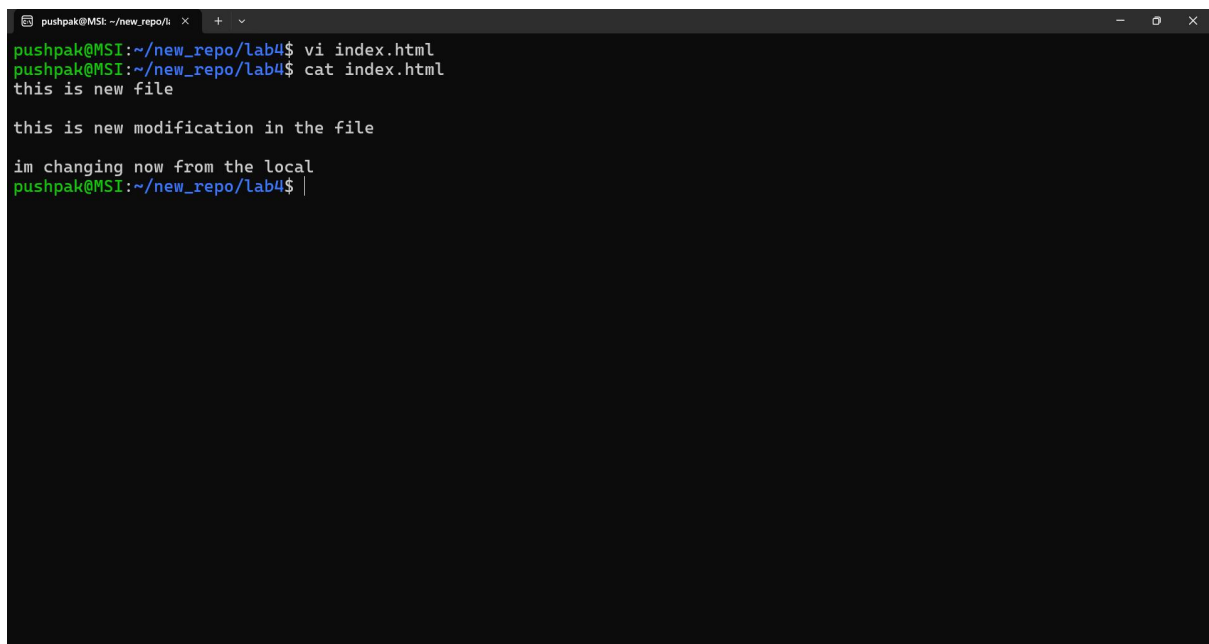 pushpak@MSI: ~/new_repo/l
pushpak@MSI:~/new_repo/lab4$ vi index.html
pushpak@MSI:~/new_repo/lab4$ cat index.html
this is new file
this is new modification in the file
im changing now from the local
pushpak@MSI:~/new_repo/lab4$